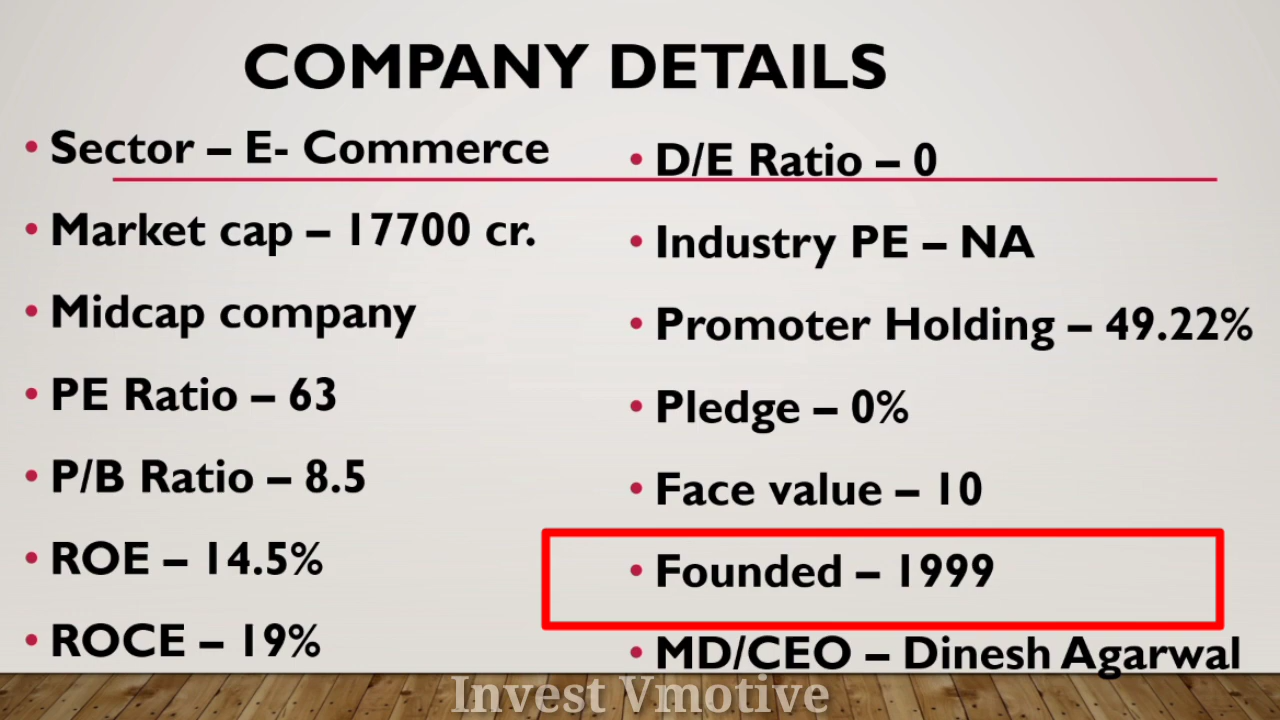 COMPANY DETAILS
• Sector – E- Commerce
• Market cap – 17700 cr.
• Midcap company
• PE Ratio – 63
• P/B Ratio – 8.5
• ROE – 14.5%
• ROCE – 19%
• D/E Ratio – 0
• Industry PE – NA
• Promoter Holding – 49.22%
• Pledge – 0%
• Face value – 10
• Founded – 1999
• MD/CEO – Dinesh Agarwal
Invest Vmotive